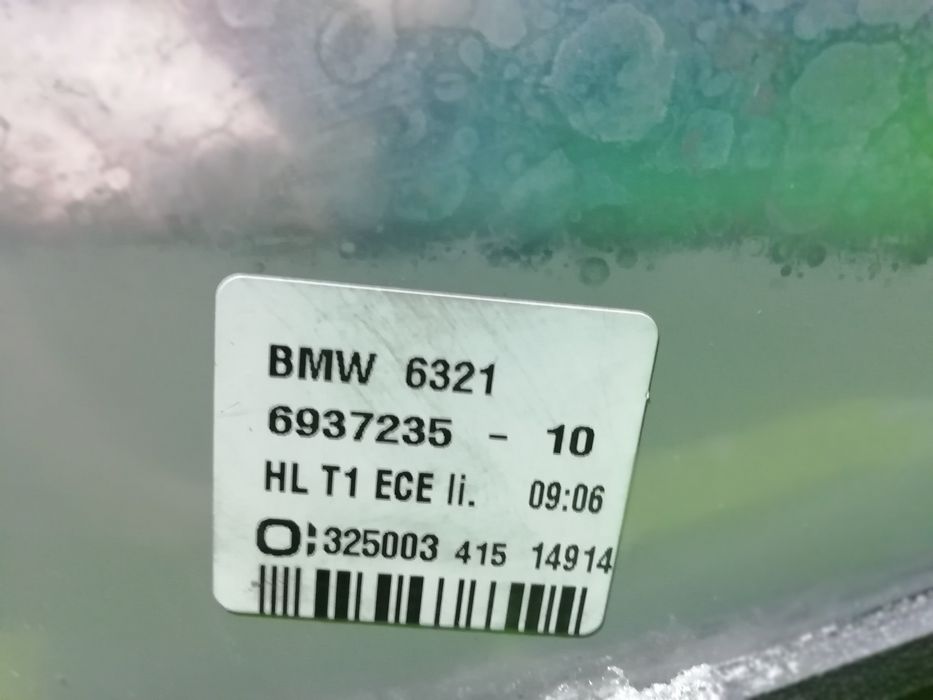 BMW 6321
6937235 - 10
HL T1 ECE li. 09:06
325003 415 14914